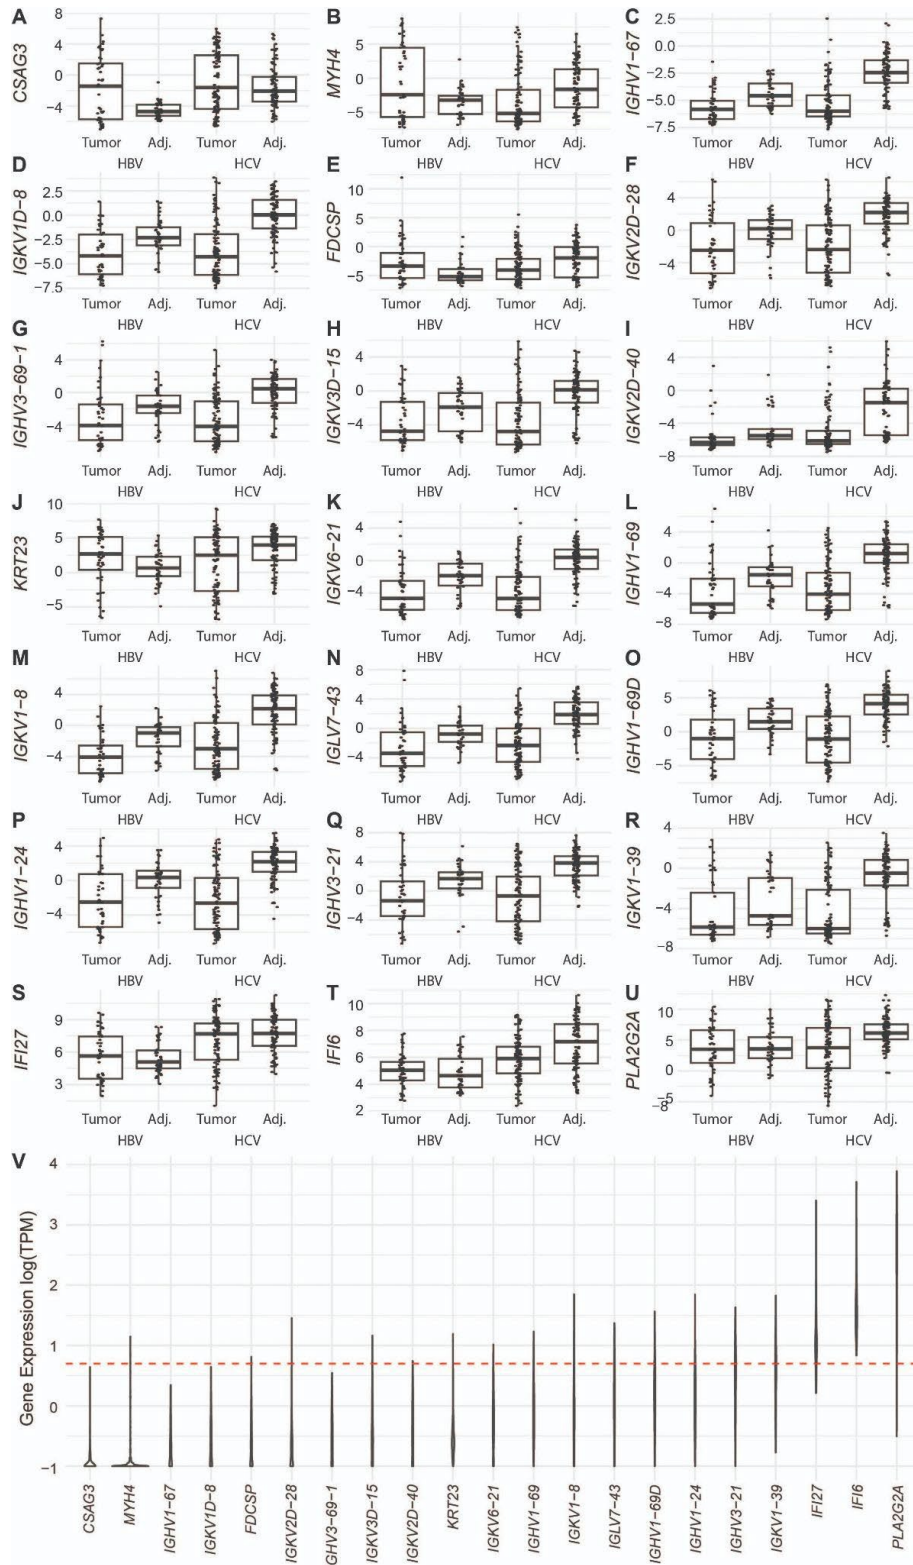 A
CSAG3
8
4
0
−4
Tumor Adj. Tumor Adj.
HBV HCV
B
MYH4
5
0
−5
Tumor Adj. Tumor Adj.
C
IGHV1−67
2.5
0.0
−2.5
−5.0
−7.5
Tumor Adj. Tumor Adj.
HBV HCV
D
IGKV1D−8
2.5
0.0
−2.5
−5.0
−7.5
Tumor Adj. Tumor Adj.
HBV HCV
E
FDCSP
10
5
0
−5
Tumor Adj. Tumor Adj.
F
IGKV2D−28
4
0
−4
Tumor Adj. Tumor Adj.
HBV HCV
G
IGHV3−69−1
4
0
−4
Tumor Adj. Tumor Adj.
HBV HCV
H
IGKV3D−15
4
0
−4
Tumor Adj. Tumor Adj.
I
IGKV2D−40
4
0
−4
−8
Tumor Adj. Tumor Adj.
HBV HCV
J
KRT23
10
5
0
−5
Tumor Adj. Tumor Adj.
HBV HCV
K
IGKV6−21
4
0
−4
Tumor Adj. Tumor Adj.
L
IGHV1−69
4
0
−4
−8
Tumor Adj. Tumor Adj.
HBV HCV
M
IGKV1−8
4
0
−4
Tumor Adj. Tumor Adj.
HBV HCV
N
IGLV7−43
8
4
0
−4
Tumor Adj. Tumor Adj.
O
IGHV1−69D
5
0
−5
Tumor Adj. Tumor Adj.
HBV HCV
P
IGHV1−24
4
0
−4
Tumor Adj. Tumor Adj.
HBV HCV
Q
IGHV3−21
8
4
0
−4
Tumor Adj. Tumor Adj.
R
IGKV1−39
4
0
−4
−8
Tumor Adj. Tumor Adj.
HBV HCV
S
IFI27
9
6
3
Tumor Adj. Tumor Adj.
HBV HCV
T
IFI6
10
8
6
4
2
Tumor Adj. Tumor Adj.
U
PLA2G2A
10
5
0
−5
−8
Tumor Adj. Tumor Adj.
HBV HCV
V
Gene Expression log(TPM)
4
3
2
1
0
−1
CSAG3
MYH4
IGHV1−67
IGKV1D−8
FDCSP
IGKV2D−28
GHV3−69−1
IGKV3D−15
IGKV2D−40
KRT23
IGKV6−21
IGHV1−69
IGKV1−8
IGLV7−43
IGHV1−69D
IGHV1−24
IGHV3−21
IGKV1−39
IFI27
IFI6
PLA2G2A